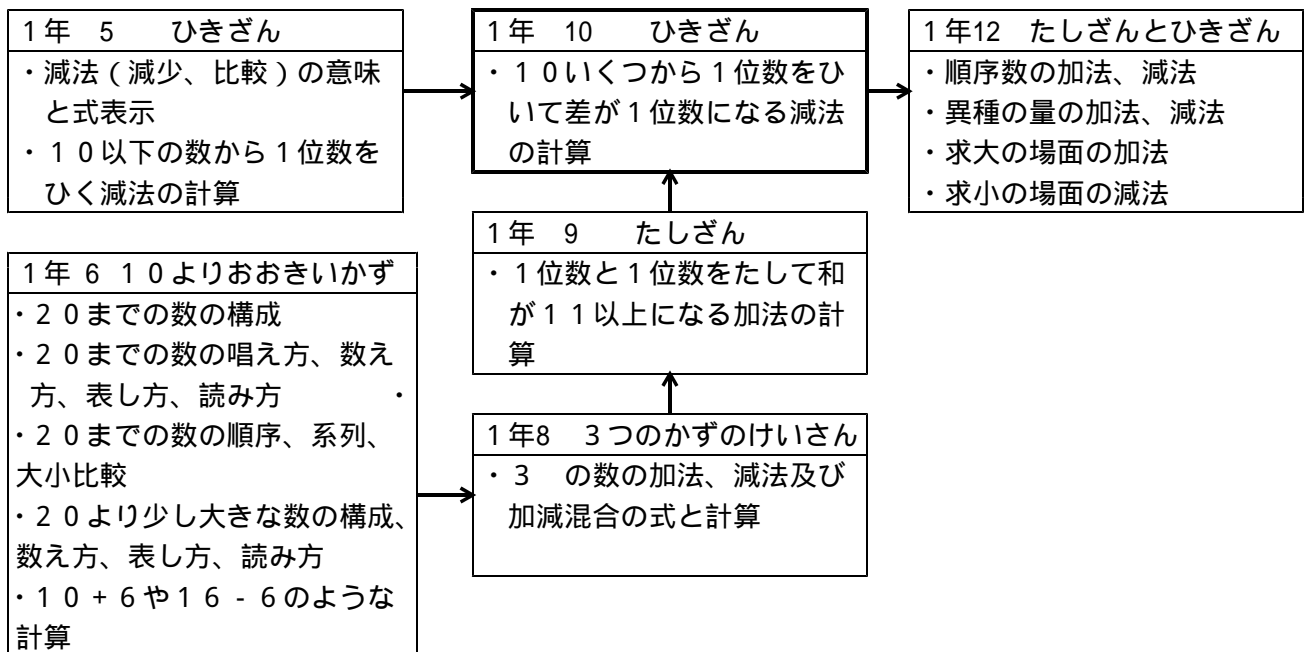 1年 5 ひきざん
・減法（減少、比較）の意味
と式表示
・10以下の数から1位数を
ひく減法の計算
1年 6 10よりおおきいかず
・20までの数の構成
・20までの数の唱え方、数え
方、表し方、読み方 ・
・20までの数の順序、系列、
大小比較
・20より少し大きな数の構成、
数え方、表し方、読み方
・10+6や16-6のような
計算
1年 10 ひきざん
・10いくつから1位数をひ
いて差が1位数になる減法
の計算
1年 9 たしざん
・1位数と1位数をたして和
が11以上になる加法の計
算
1年8 3つのかずのけいさん
・3 の数の加法、減法及び
加減混合の式と計算
1年12 たしざんとひきざん
・順序数の加法、減法
・異種の量の加法、減法
・求大の場面の加法
・求小の場面の減法